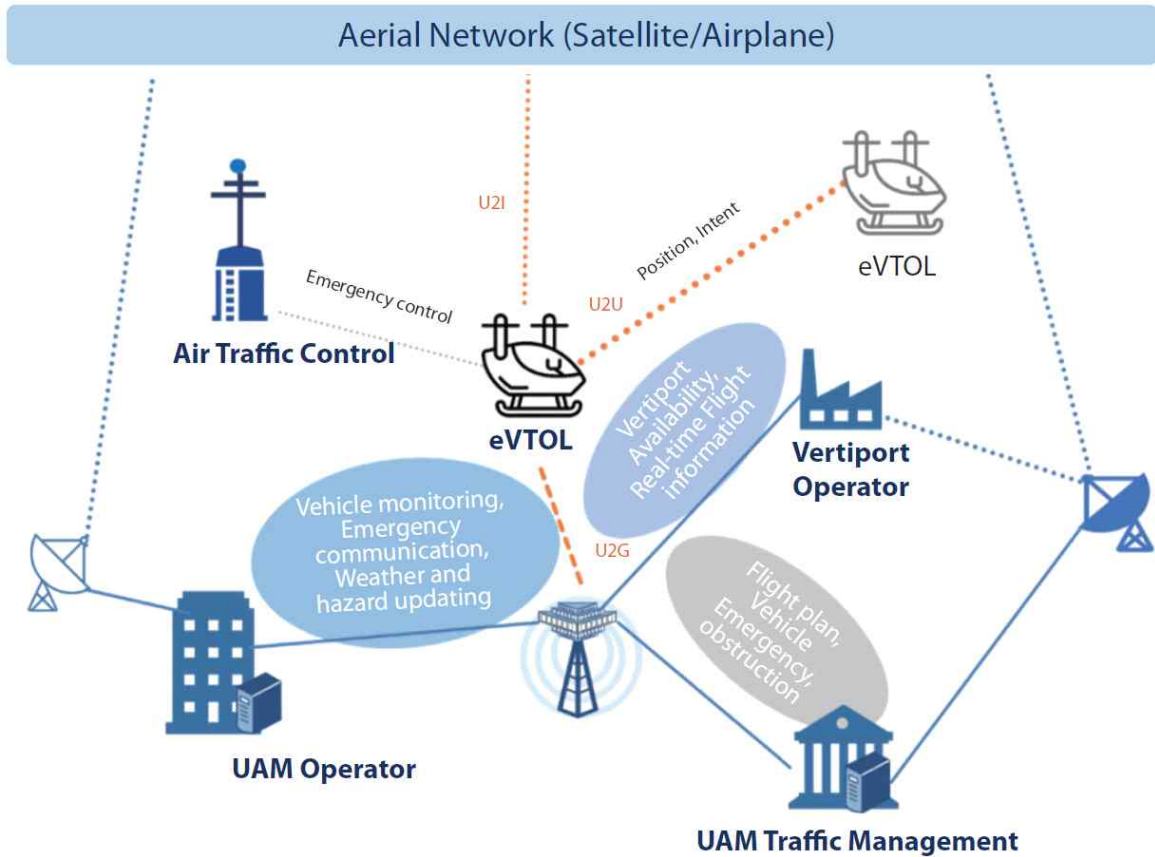 Aerial Network (Satellite/Airplane)
U2I
Position, Intent
eVTOL
Emergency control
U2U
Air Traffic Control
eVTOL
Vertiport
Availability,
Real-time Flight
information
Vertiport
Operator
Vehicle monitoring,
Emergency
communication,
Weather and
hazard updating
U2G
Flight plan,
Vehicle
Emergency,
obstruction
UAM Operator
UAM Traffic Management